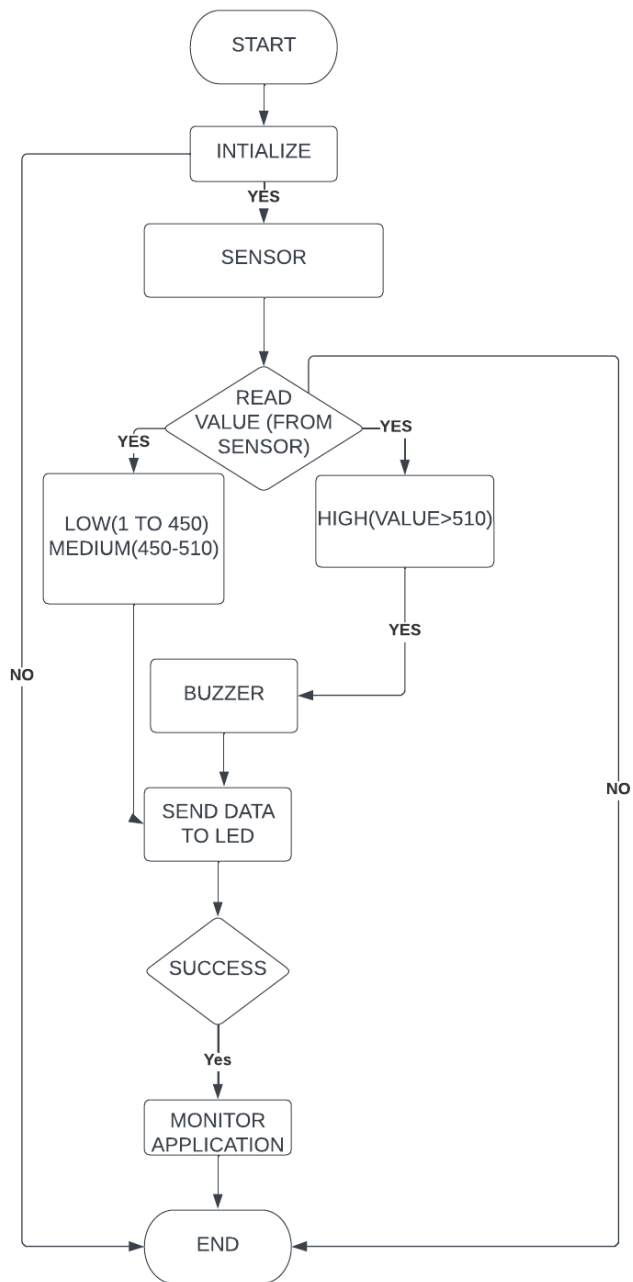 START
INTIALIZE
YES
SENSOR
READ
VALUE (FROM
SENSOR)
YES
YES
LOW(1 TO 450)
MEDIUM(450-510)
HIGH(VALUE>510)
YES
NO
BUZZER
NO
SEND DATA
TO LED
SUCCESS
Yes
MONITOR
APPLICATION
END